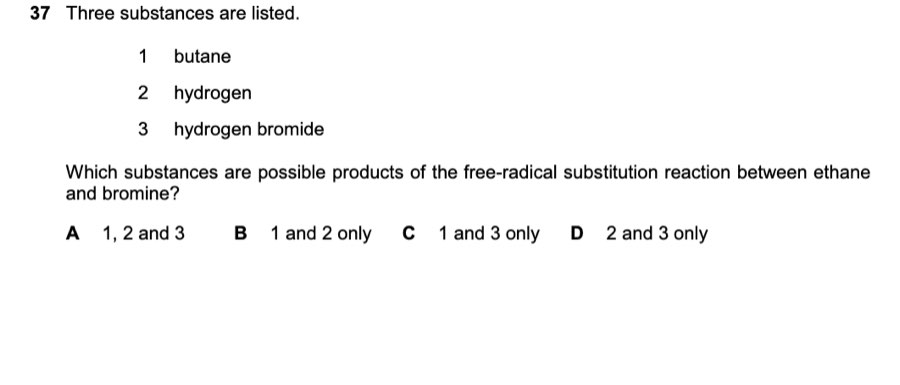 37 Three substances are listed.
1 butane
2 hydrogen
3 hydrogen bromide
Which substances are possible products of the free-radical substitution reaction between ethane
and bromine?
A 1, 2 and 3 B 1 and 2 only C 1 and 3 only D 2 and 3 only